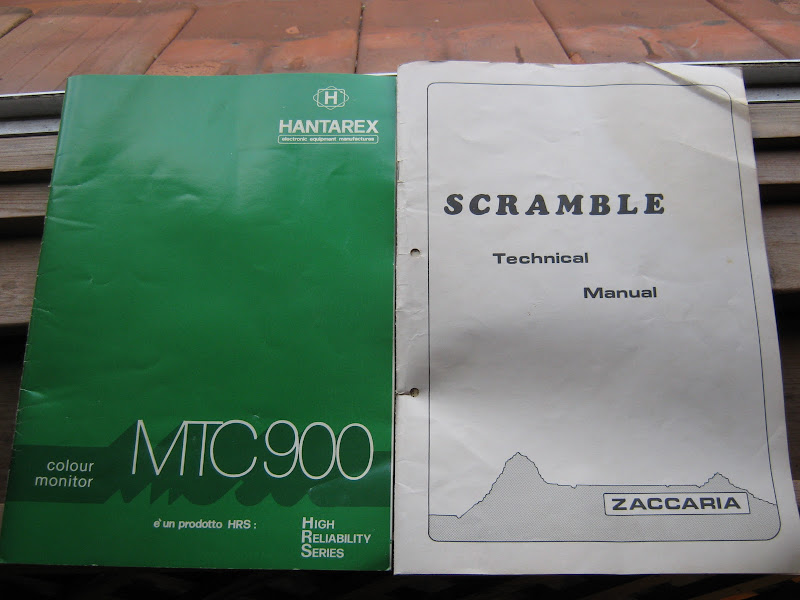 H
HANTAREX
electronic equipment manufactures
MTC900
colour
monitor
è un prodotto HRS:
HIGH
RELIABILITY
SERIES
SCRAMBLE
Technical
Manual
ZACCARIA